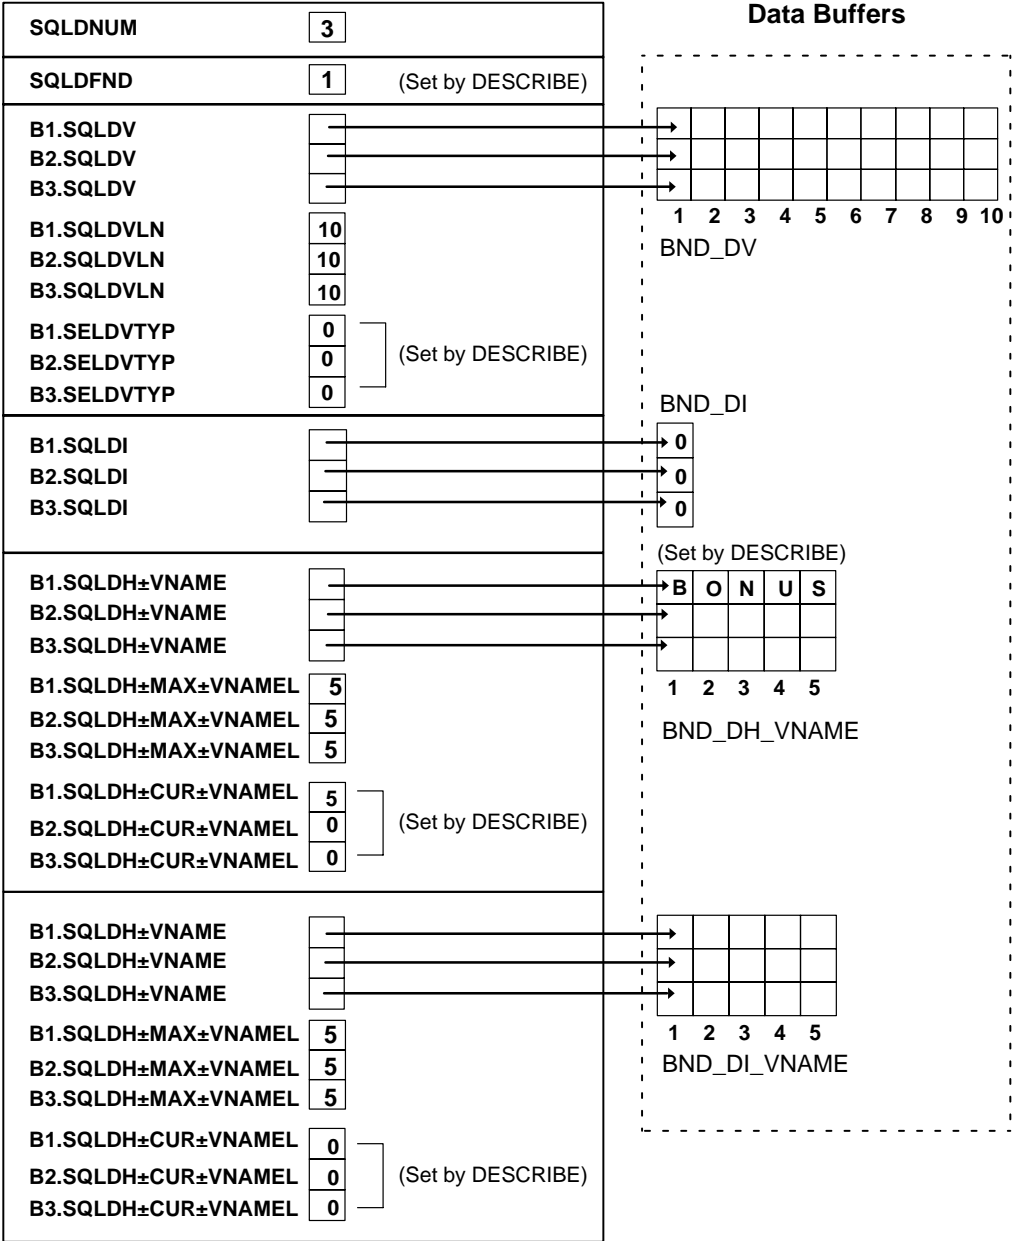 Data Buffers
SQLDNUM 3
SQLDFND 1 (Set by DESCRIBE)
B1.SQLDV
B2.SQLDV
B3.SQLDV
1 2 3 4 5 6 7 8 9 10
BND_DV
B1.SQLDVLN 10
B2.SQLDVLN 10
B3.SQLDVLN 10
B1.SELDVTYP 0
B2.SELDVTYP 0 (Set by DESCRIBE)
B3.SELDVTYP 0
BND_DI
B1.SQLDI 0
B2.SQLDI 0
B3.SQLDI 0
(Set by DESCRIBE)
B1.SQLDH±VNAME B O N U S
B2.SQLDH±VNAME
B3.SQLDH±VNAME
1 2 3 4 5
BND_DH_VNAME
B1.SQLDH±MAX±VNAMEL 5
B2.SQLDH±MAX±VNAMEL 5
B3.SQLDH±MAX±VNAMEL 5
B1.SQLDH±CUR±VNAMEL 5
B2.SQLDH±CUR±VNAMEL 0 (Set by DESCRIBE)
B3.SQLDH±CUR±VNAMEL 0
B1.SQLDH±VNAME
B2.SQLDH±VNAME
B3.SQLDH±VNAME
1 2 3 4 5
BND_DI_VNAME
B1.SQLDH±MAX±VNAMEL 5
B2.SQLDH±MAX±VNAMEL 5
B3.SQLDH±MAX±VNAMEL 5
B1.SQLDH±CUR±VNAMEL 0
B2.SQLDH±CUR±VNAMEL 0 (Set by DESCRIBE)
B3.SQLDH±CUR±VNAMEL 0